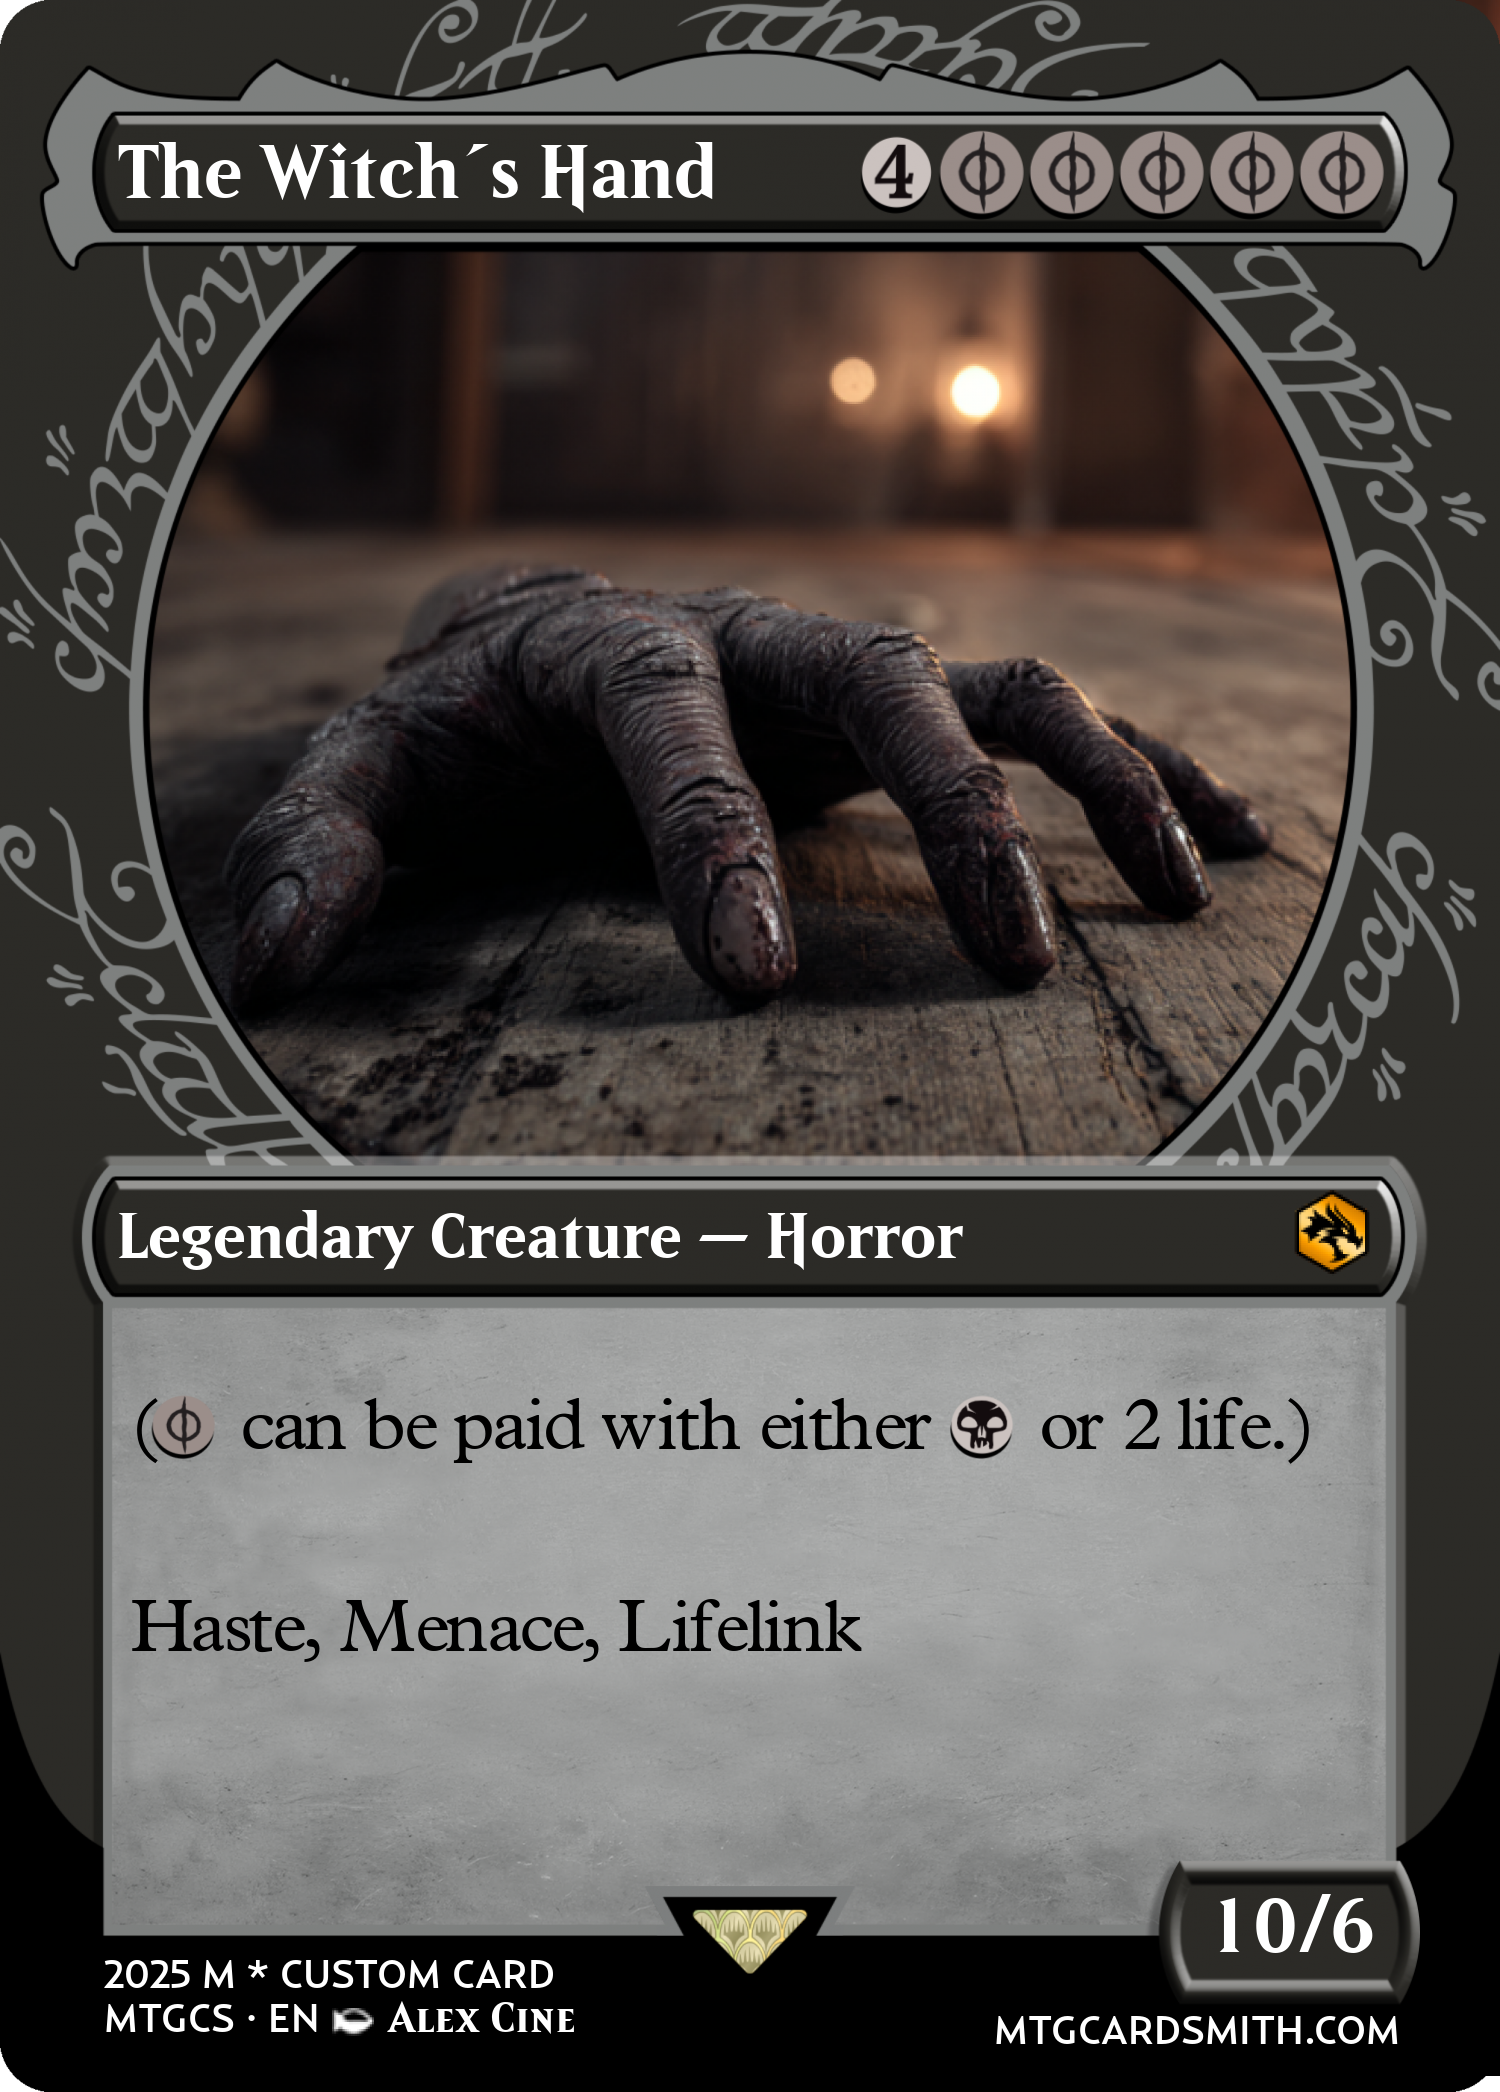 The Witch´s Hand 4
Legendary Creature — Horror
( can be paid with either or 2 life.)
Haste, Menace, Lifelink
10/6
2025 M * CUSTOM CARD
MTGCS · EN ALEX CINE
MTGCARDSMITH.COM